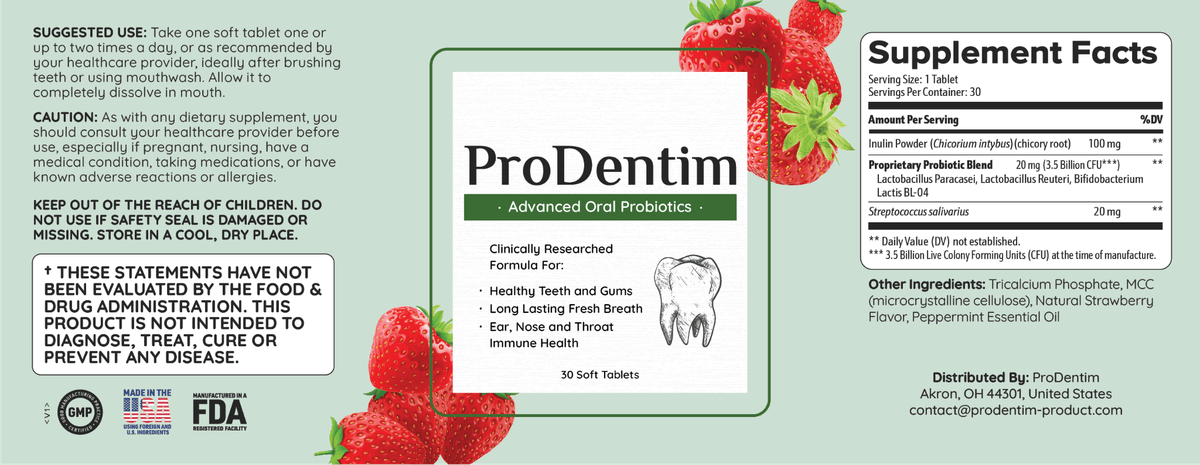 SUGGESTED USE: Take one soft tablet one or
up to two times a day, or as recommended by
your healthcare provider, ideally after brushing
teeth or using mouthwash. Allow it to
completely dissolve in mouth.
CAUTION: As with any dietary supplement, you
should consult your healthcare provider before
use, especially if pregnant, nursing, have a
medical condition, taking medications, or have
known adverse reactions or allergies.
KEEP OUT OF THE REACH OF CHILDREN. DO
NOT USE IF SAFETY SEAL IS DAMAGED OR
MISSING. STORE IN A COOL, DRY PLACE.
† THESE STATEMENTS HAVE NOT
BEEN EVALUATED BY THE FOOD &
DRUG ADMINISTRATION. THIS
PRODUCT IS NOT INTENDED TO
DIAGNOSE, TREAT, CURE OR
PREVENT ANY DISEASE.
<V1>
GOOD MANUFACTURING PRACTICE
GMP
• CERTIFIED •
MADE IN THE
USA
USING FOREIGN AND
U.S. INGREDIENTS
MANUFACTURED IN A
FDA
REGISTERED FACILITY
ProDentim
· Advanced Oral Probiotics ·
Clinically Researched
Formula For:
· Healthy Teeth and Gums
· Long Lasting Fresh Breath
· Ear, Nose and Throat
Immune Health
30 Soft Tablets
Supplement Facts
Serving Size: 1 Tablet
Servings Per Container: 30
Amount Per Serving %DV
Inulin Powder (Chicorium intybus)(chicory root) 100 mg **
Proprietary Probiotic Blend 20 mg (3.5 Billion CFU***) **
Lactobacillus Paracasei, Lactobacillus Reuteri, Bifidobacterium
Lactis BL-04
Streptococcus salivarius 20 mg **
** Daily Value (DV) not established.
*** 3.5 Billion Live Colony Forming Units (CFU) at the time of manufacture.
Other Ingredients: Tricalcium Phosphate, MCC
(microcrystalline cellulose), Natural Strawberry
Flavor, Peppermint Essential Oil
Distributed By: ProDentim
Akron, OH 44301, United States
contact@prodentim-product.com